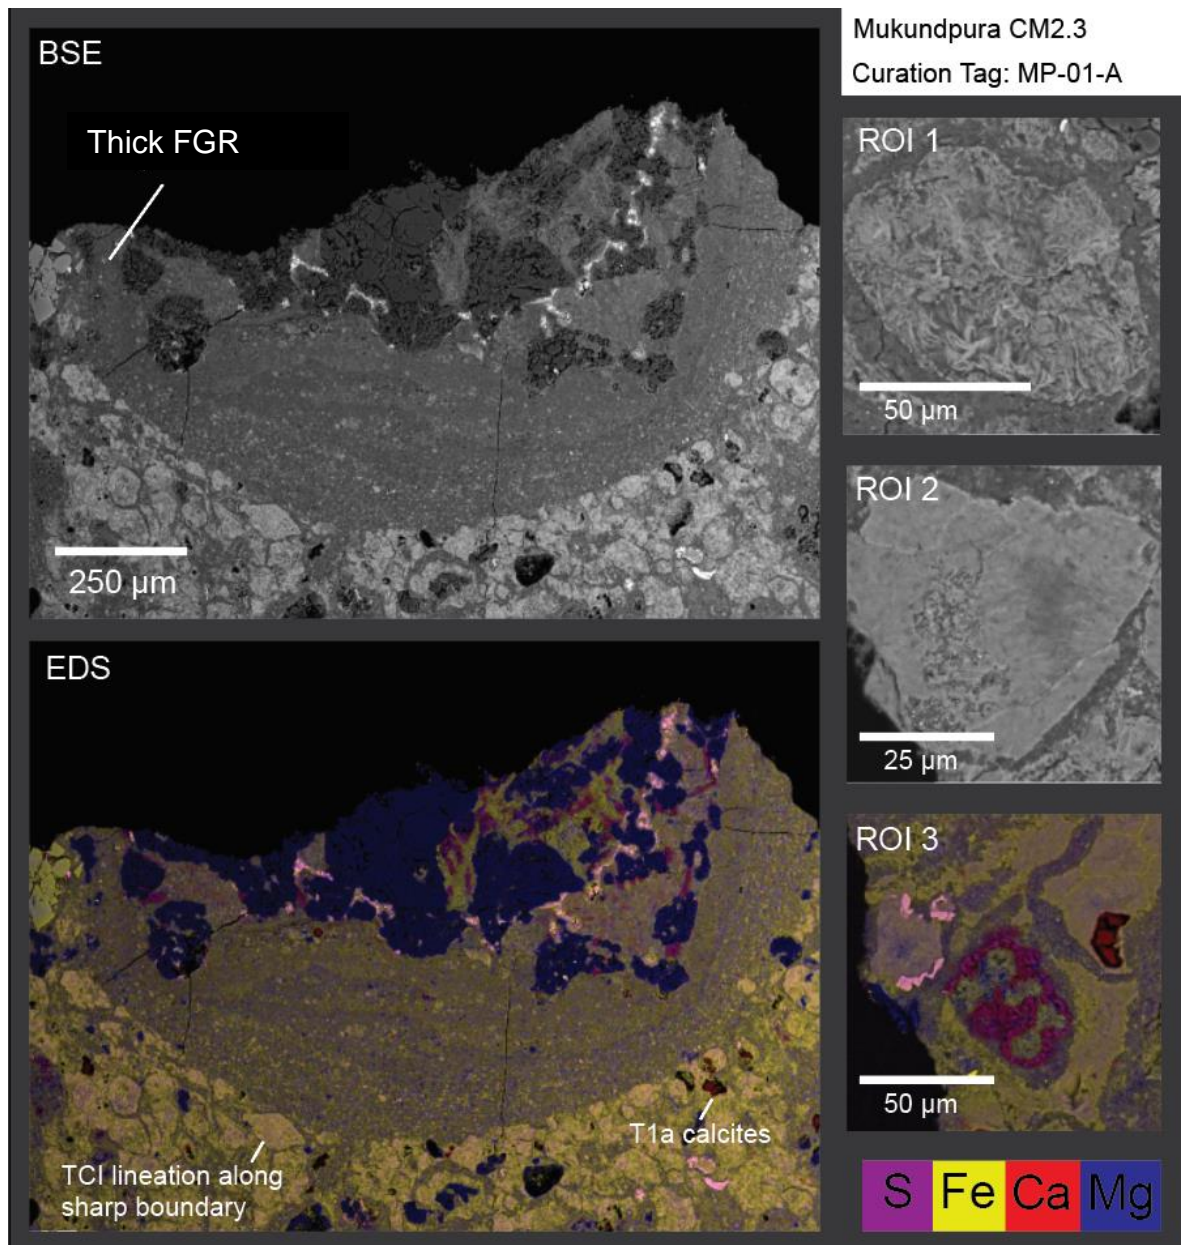 BSE
Thick FGR
250 µm
Mukundpura CM2.3
Curation Tag: MP-01-A
ROI 1
50 µm
ROI 2
25 µm
EDS
T1a calcites
TCI lineation along
sharp boundary
ROI 3
50 µm
S Fe Ca Mg